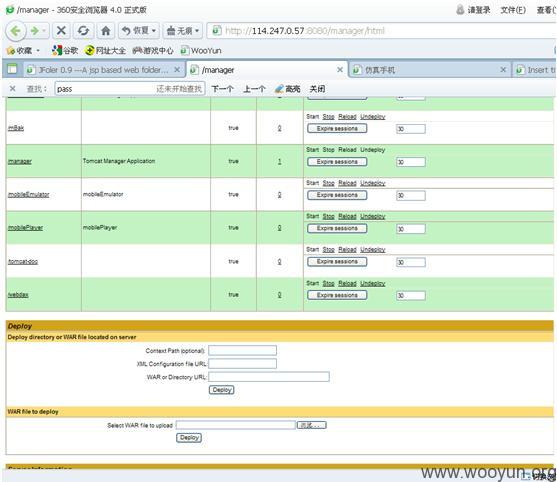 /manager - 360安全浏览器 4.0 正式版
请登录 文件(F) 查看(
恢复 无痕 http://114.247.0.57:8080/manager/html
收藏 谷歌 网址大全 游戏中心 WooYun
JFoler 0.9 ---A jsp based web folder... /manager 仿真手机 Insert ti
查找: pass 还未开始查找 下一个 上一个 高亮 关闭
Start Stop Reload Undeploy
/mBak true 0 Expire sessions 30
Start Stop Reload Undeploy
/manager Tomcat Manager Application true 1 Expire sessions 30
Start Stop Reload Undeploy
/mobileEmulator mobileEmulator true 0 Expire sessions 30
Start Stop Reload Undeploy
/mobilePlayer mobilePlayer true 0 Expire sessions 30
Start Stop Reload Undeploy
/tomcat-doc true 0 Expire sessions 30
Start Stop Reload Undeploy
/webdax true 0 Expire sessions 30
Deploy
Deploy directory or WAR file located on server
Context Path (optional):
XML Configuration file URL:
WAR or Directory URL:
Deploy
WAR file to deploy
Select WAR file to upload 浏览...
Deploy
Server Information
www.wooyun.org